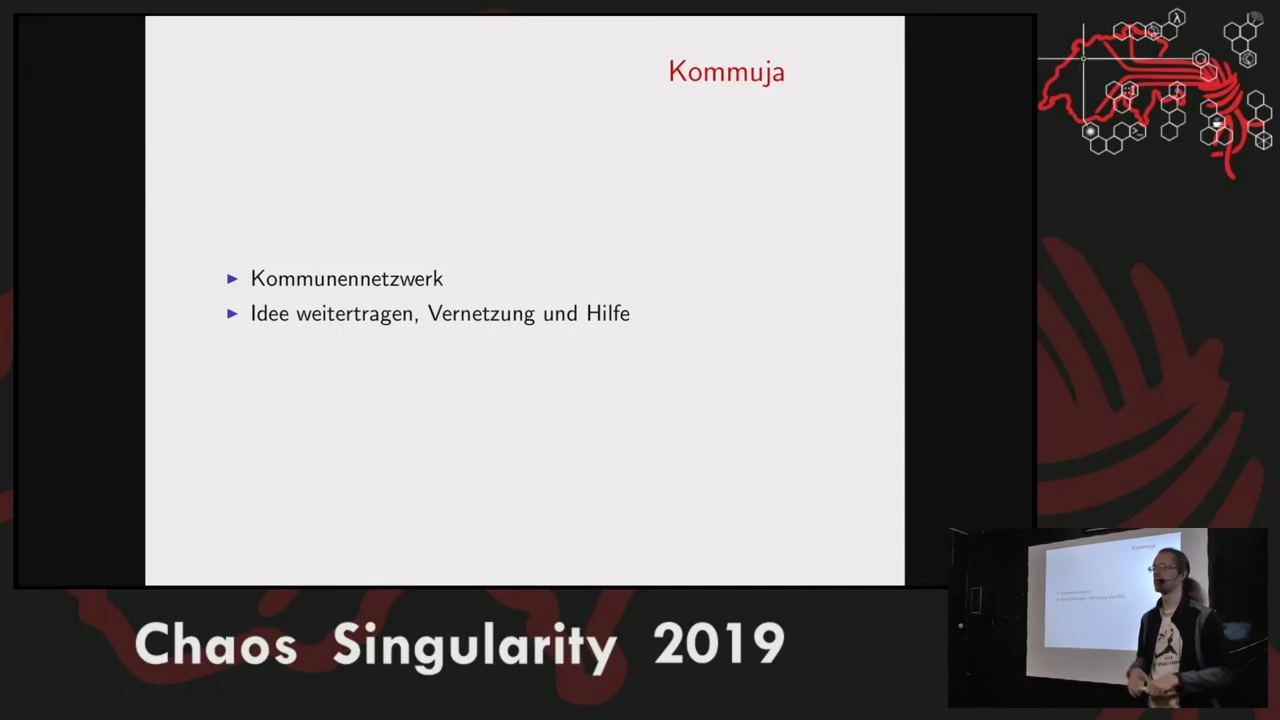 Kommuja
Kommunennetzwerk
Idee weitertragen, Vernetzung und Hilfe
Chaos Singularity 2019